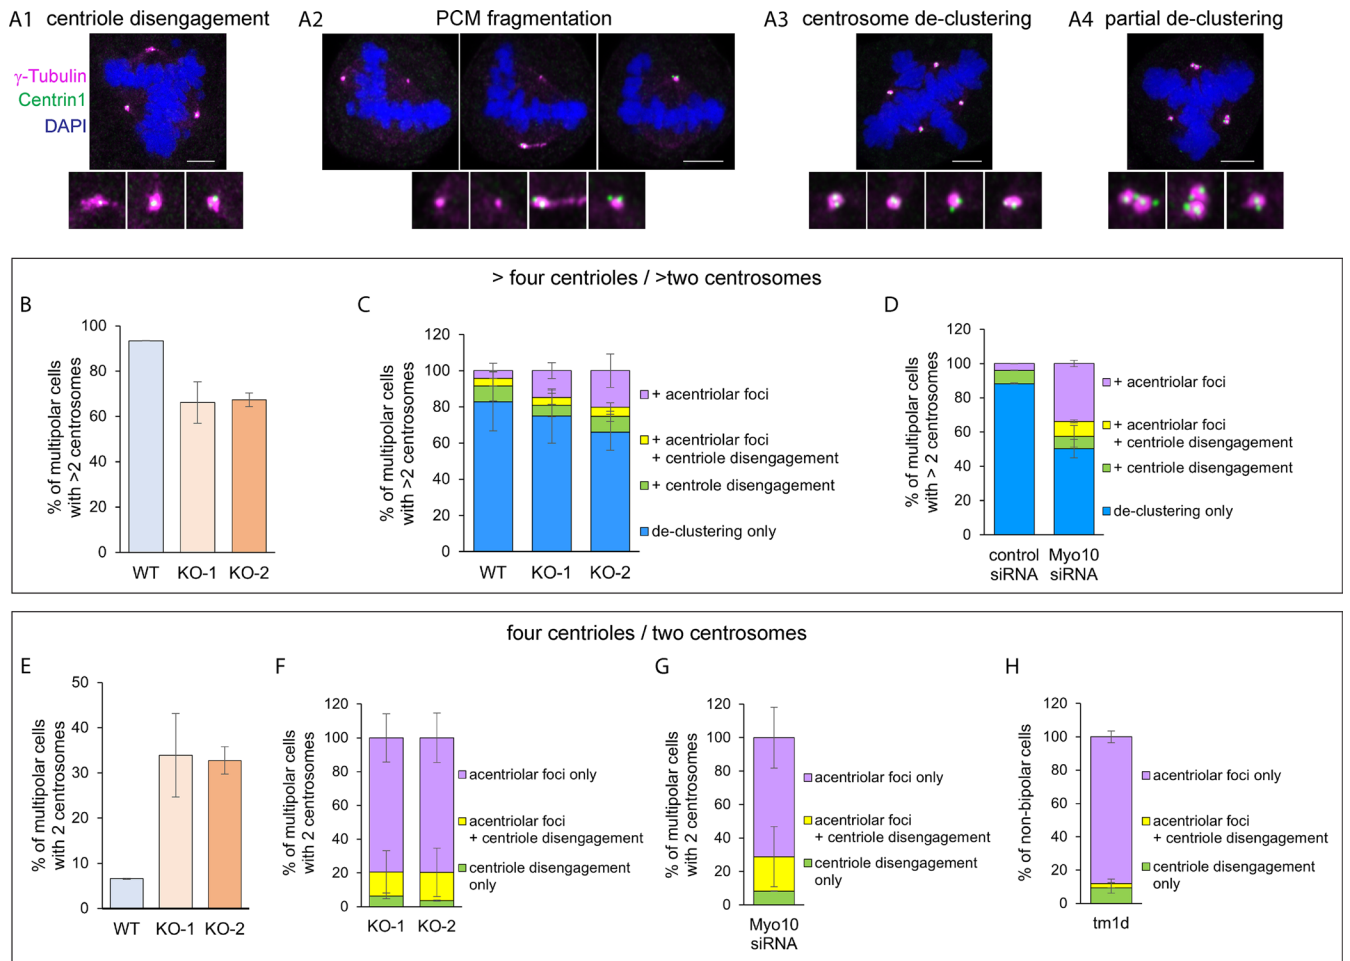 A1 centriole disengagement
A2 PCM fragmentation
A3 centrosome de-clustering
A4 partial de-clustering
γ-Tubulin
Centrin1
DAPI
> four centrioles / >two centrosomes
B
% of multipolar cells
with >2 centrosomes
100
80
60
40
20
0
WT KO-1 KO-2
C
% of multipolar cells
with >2 centrosomes
120
100
80
60
40
20
0
WT KO-1 KO-2
+ acentriolar foci
+ acentriolar foci
+ centriole disengagement
+ centrole disengagement
de-clustering only
D
% of multipolar cells
with > 2 centrosomes
120
100
80
60
40
20
0
control siRNA
Myo10 siRNA
+ acentriolar foci
+ acentriolar foci
+ centriole disengagement
+ centriole disengagement
de-clustering only
four centrioles / two centrosomes
E
% of multipolar cells
with 2 centrosomes
50
40
30
20
10
0
WT KO-1 KO-2
F
% of multipolar cells
with 2 centrosomes
120
100
80
60
40
20
0
KO-1 KO-2
acentriolar foci only
acentriolar foci
+ centriole disengagement
centriole disengagement
only
G
% of multipolar cells
with 2 centrosomes
120
100
80
60
40
20
0
Myo10
siRNA
acentriolar foci only
acentriolar foci
+ centriole disengagement
centriole disengagement
only
H
% of non-bipolar cells
120
100
80
60
40
20
0
tm1d
acentriolar foci only
acentriolar foci
+ centriole disengagement
centriole disengagement
only